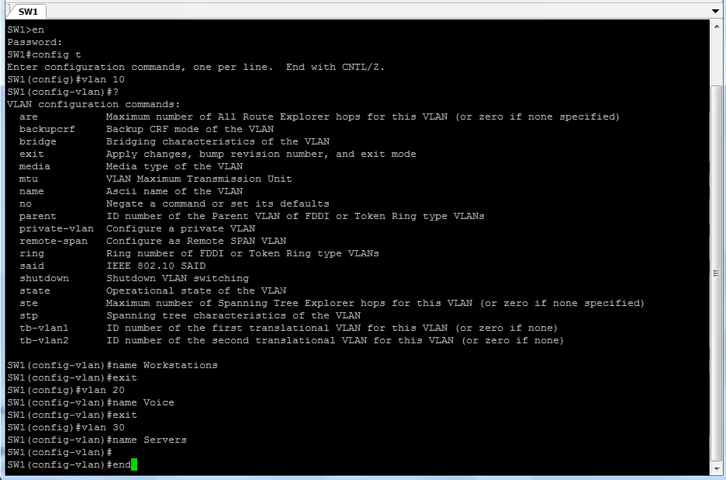 SW1
SW1>en
Password:
SW1#config t
Enter configuration commands, one per line.  End with CNTL/Z.
SW1(config)#vlan 10
SW1(config-vlan)#?
VLAN configuration commands:
  are           Maximum number of All Route Explorer hops for this VLAN (or zero if none specified)
  backupcrf     Backup CRF mode of the VLAN
  bridge        Bridging characteristics of the VLAN
  exit          Apply changes, bump revision number, and exit mode
  media         Media type of the VLAN
  mtu           VLAN Maximum Transmission Unit
  name          Ascii name of the VLAN
  no            Negate a command or set its defaults
  parent        ID number of the Parent VLAN of FDDI or Token Ring type VLANs
  private-vlan  Configure a private VLAN
  remote-span   Configure as Remote SPAN VLAN
  ring          Ring number of FDDI or Token Ring type VLANs
  said          IEEE 802.10 SAID
  shutdown      Shutdown VLAN switching
  state         Operational state of the VLAN
  ste           Maximum number of Spanning Tree Explorer hops for this VLAN (or zero if none specified)
  stp           Spanning tree characteristics of the VLAN
  tb-vlan1      ID number of the first translational VLAN for this VLAN (or zero if none)
  tb-vlan2      ID number of the second translational VLAN for this VLAN (or zero if none)
SW1(config-vlan)#name Workstations
SW1(config-vlan)#exit
SW1(config)#vlan 20
SW1(config-vlan)#name Voice
SW1(config-vlan)#exit
SW1(config)#vlan 30
SW1(config-vlan)#name Servers
SW1(config-vlan)#
SW1(config-vlan)#end